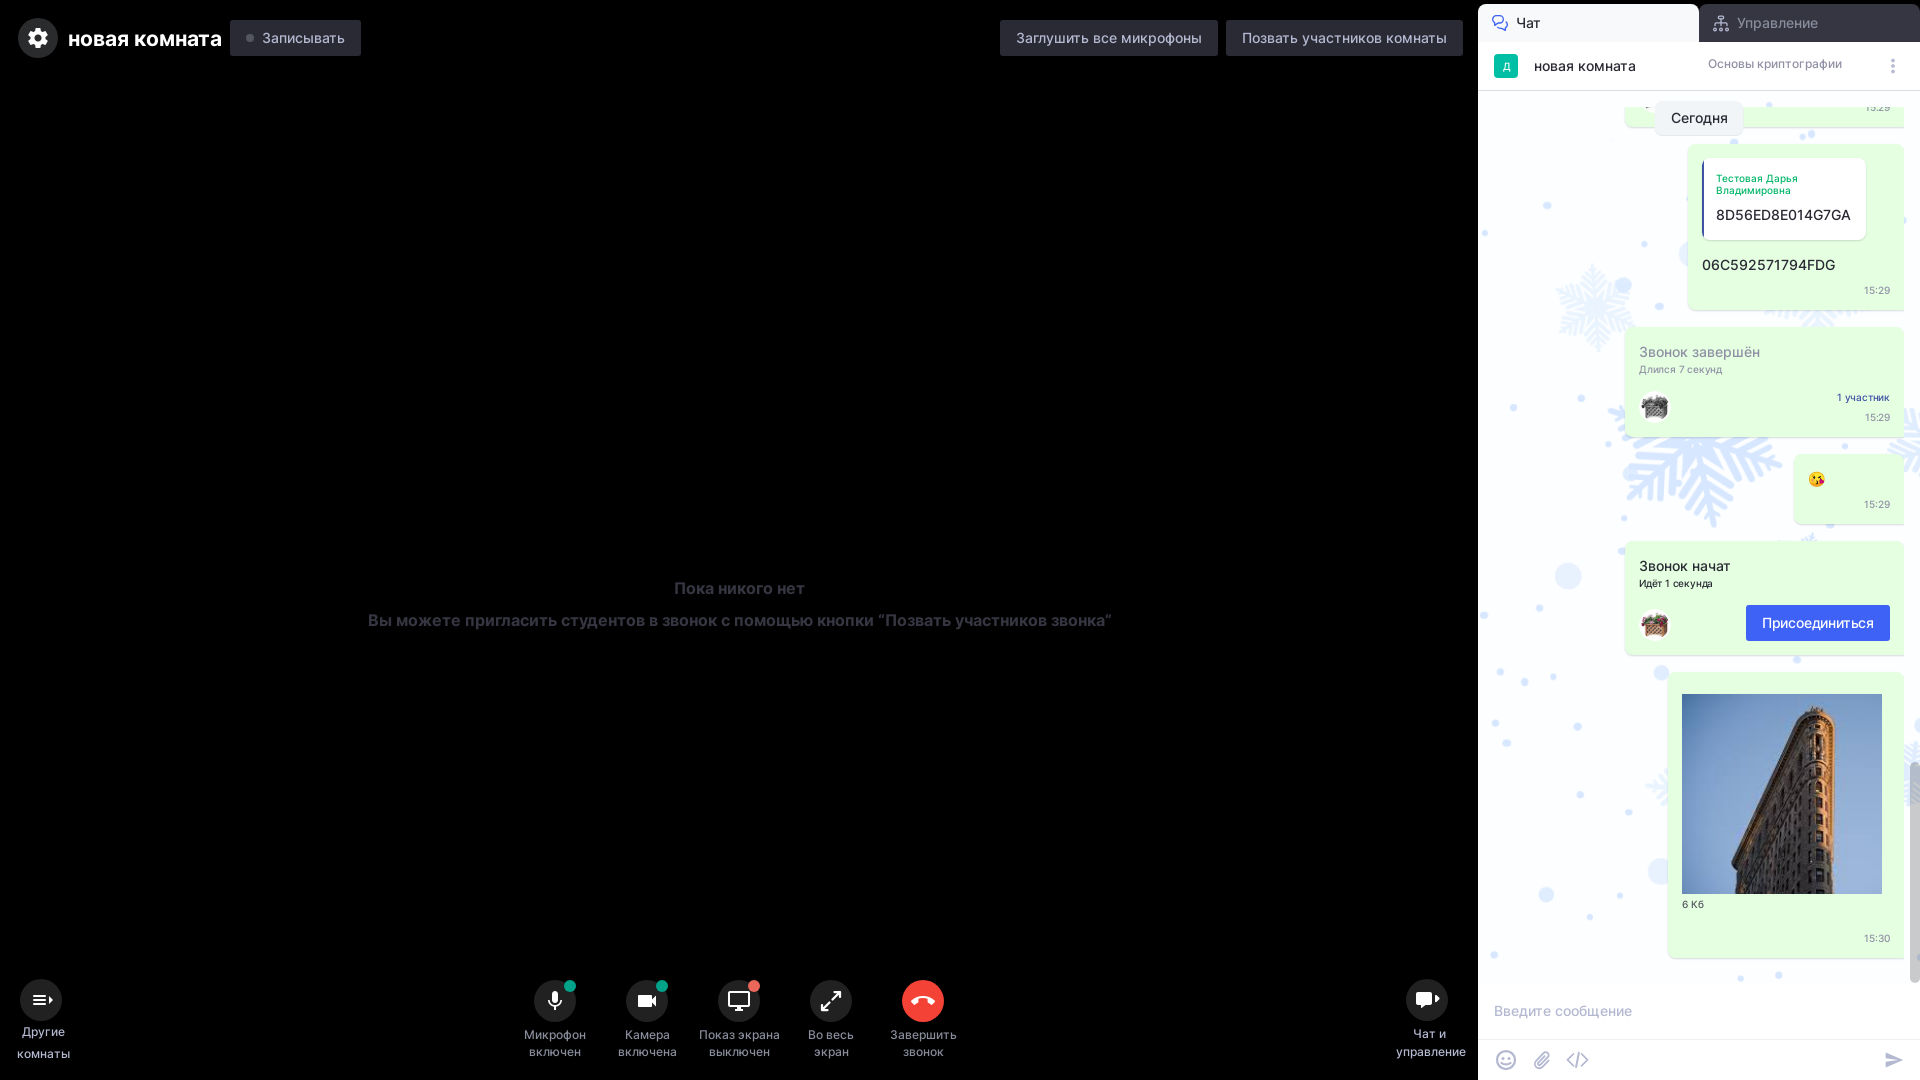 новая комната
Записывать
Заглушить все микрофоны
Позвать участников комнаты
Пока никого нет
Вы можете пригласить студентов в звонок с помощью кнопки “Позвать участников звонка”
Другие
комнаты
Микрофон
включен
Камера
включена
Показ экрана
выключен
Во весь
экран
Завершить
звонок
Чат и
управление
Чат
Управление
Д
новая комната
Основы криптографии
15:29
Сегодня
Тестовая Дарья
Владимировна
8D56ED8E014G7GA
06C592571794FDG
15:29
Звонок завершён
Длился 7 секунд
1 участник
15:29
😘
15:29
Звонок начат
Идёт 1 секунда
Присоединиться
6 Кб
15:30
Введите сообщение